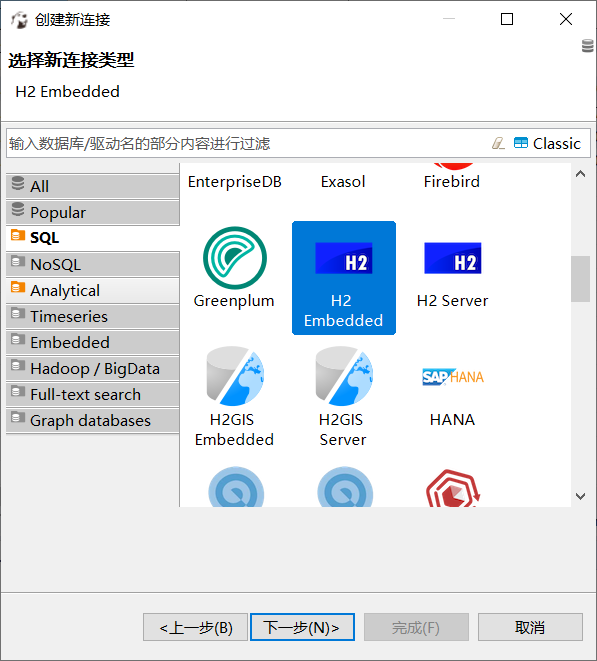 创建新连接
选择新连接类型
H2 Embedded
输入数据库/驱动名的部分内容进行过滤
Classic
All
Popular
SQL
NoSQL
Analytical
Timeseries
Embedded
Hadoop / BigData
Full-text search
Graph databases
EnterpriseDB
Exasol
Firebird
Greenplum
H2
H2
Embedded
H2
H2 Server
H2GIS
Embedded
H2GIS
Server
SAP HANA
HANA
<上一步(B)
下一步(N)>
完成(F)
取消